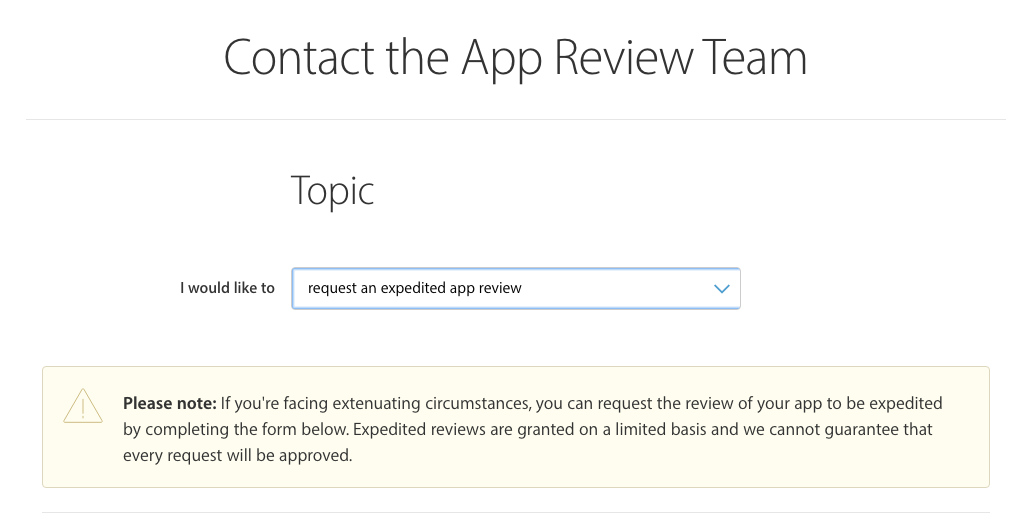 Contact the App Review Team
Topic
I would like to
request an expedited app review
Please note: If you're facing extenuating circumstances, you can request the review of your app to be expedited
by completing the form below. Expedited reviews are granted on a limited basis and we cannot guarantee that
every request will be approved.